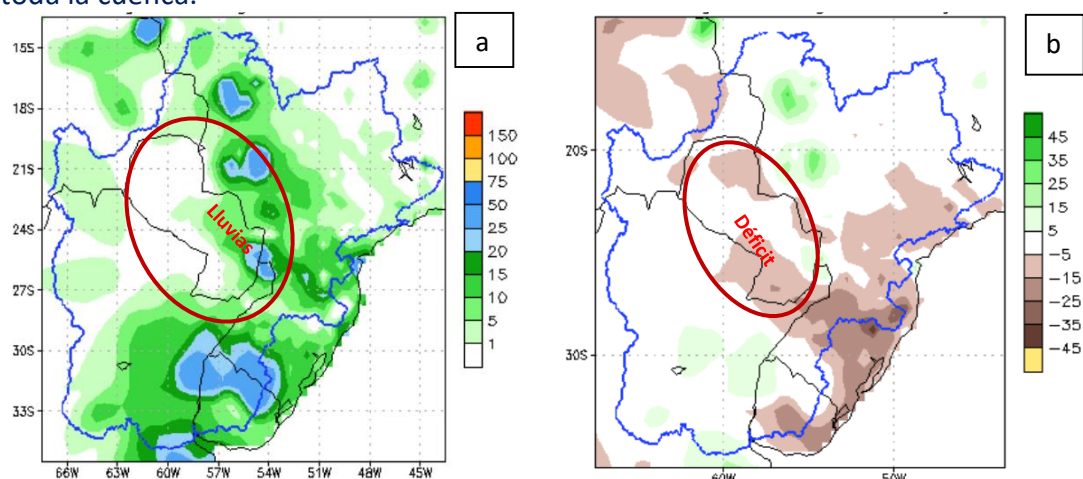 toda la cuenca.
a
15S
18S
21S
24S
27S
30S
33S
66W
63W
60W
57W
54W
51W
48W
45W
150
100
75
50
25
20
15
10
5
1
Lluvias
b
20S
30S
60W
50W
45
35
25
15
5
-5
-15
-25
-35
-45
Déficit